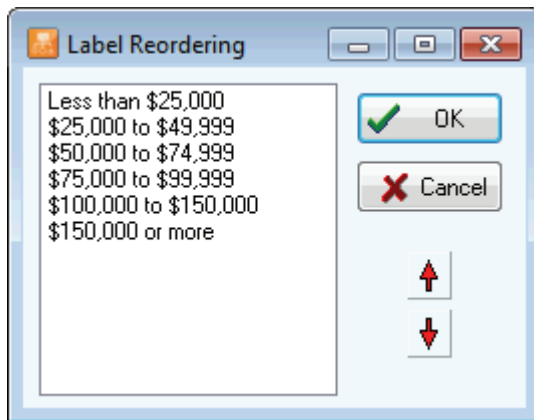 Label Reordering
Less than $25,000
$25,000 to $49,999
$50,000 to $74,999
$75,000 to $99,999
$100,000 to $150,000
$150,000 or more
OK
Cancel